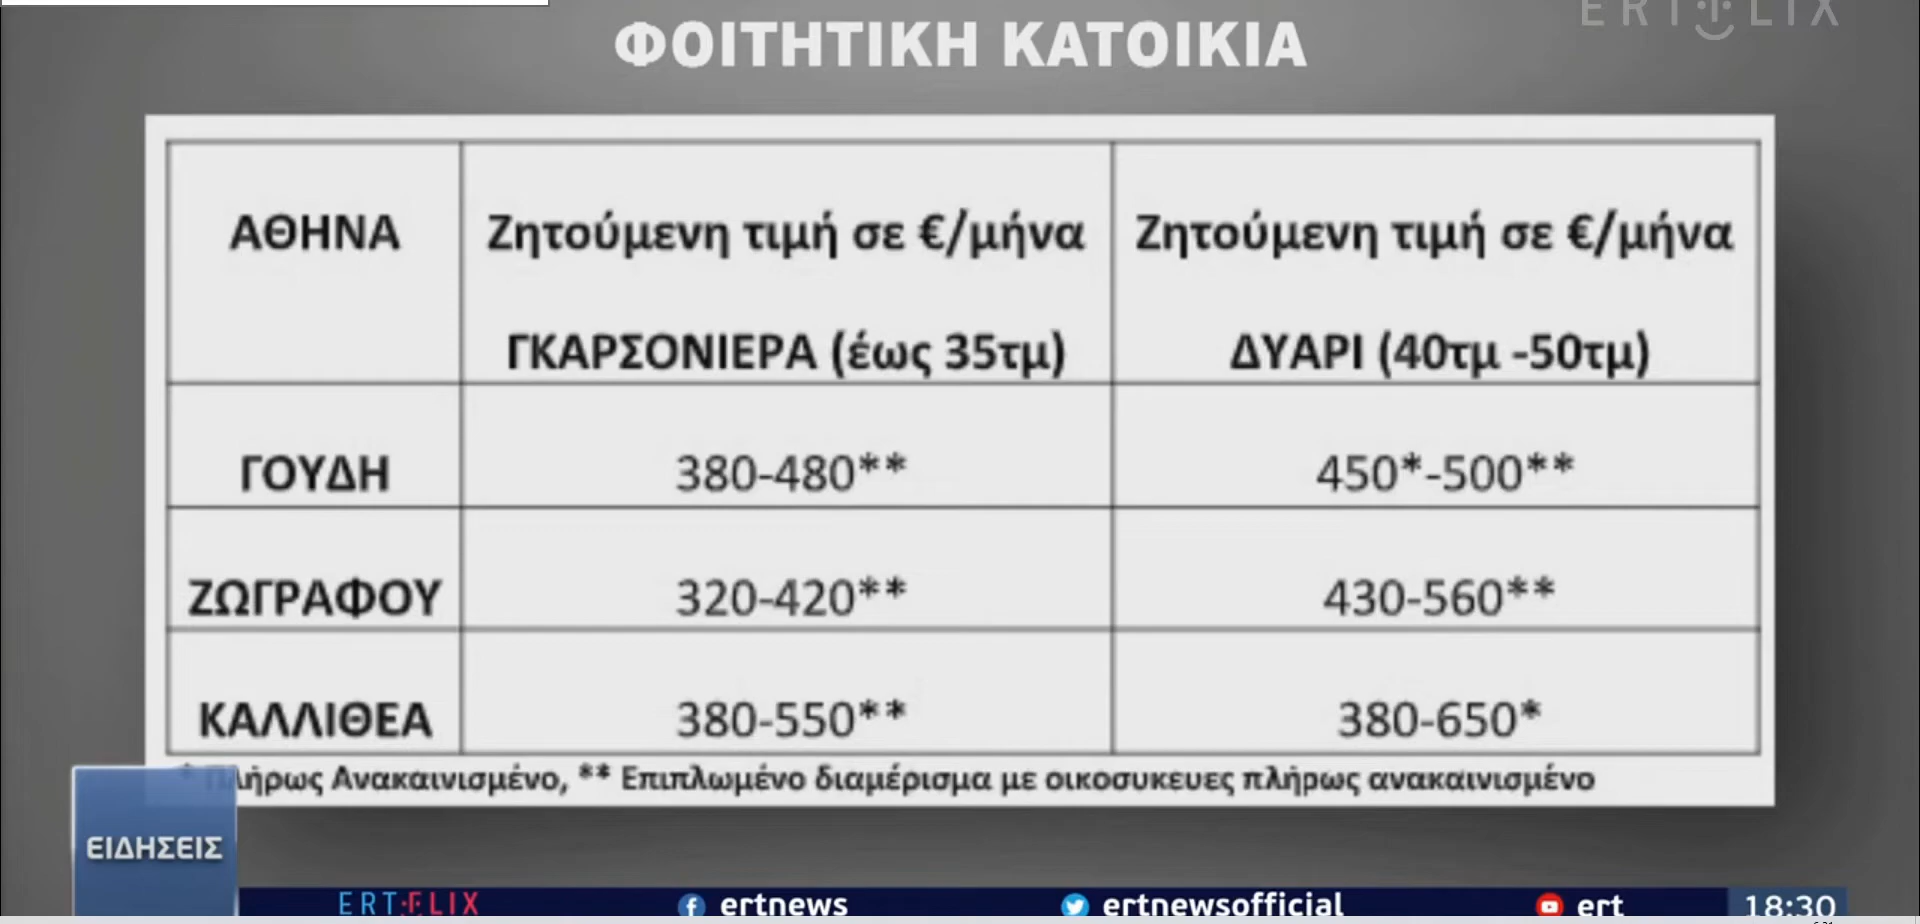 ERTFLIX
ΦΟΙΤΗΤΙΚΗ ΚΑΤΟΙΚΙΑ
ΑΘΗΝΑ
Ζητούμενη τιμή σε €/μήνα
ΓΚΑΡΣΟΝΙΕΡΑ (έως 35τμ)
Ζητούμενη τιμή σε €/μήνα
ΔΥΑΡΙ (40τμ -50τμ)
ΓΟΥΔΗ 380-480** 450*-500**
ΖΩΓΡΑΦΟΥ 320-420** 430-560**
ΚΑΛΛΙΘΕΑ 380-550** 380-650*
* Πλήρως Ανακαινισμένο, ** Επιπλωμένο διαμέρισμα με οικοσυκευες πλήρως ανακαινισμένο
ΕΙΔΗΣΕΙΣ
ERTFLIX ertnews ertnewsofficial ert 18:30